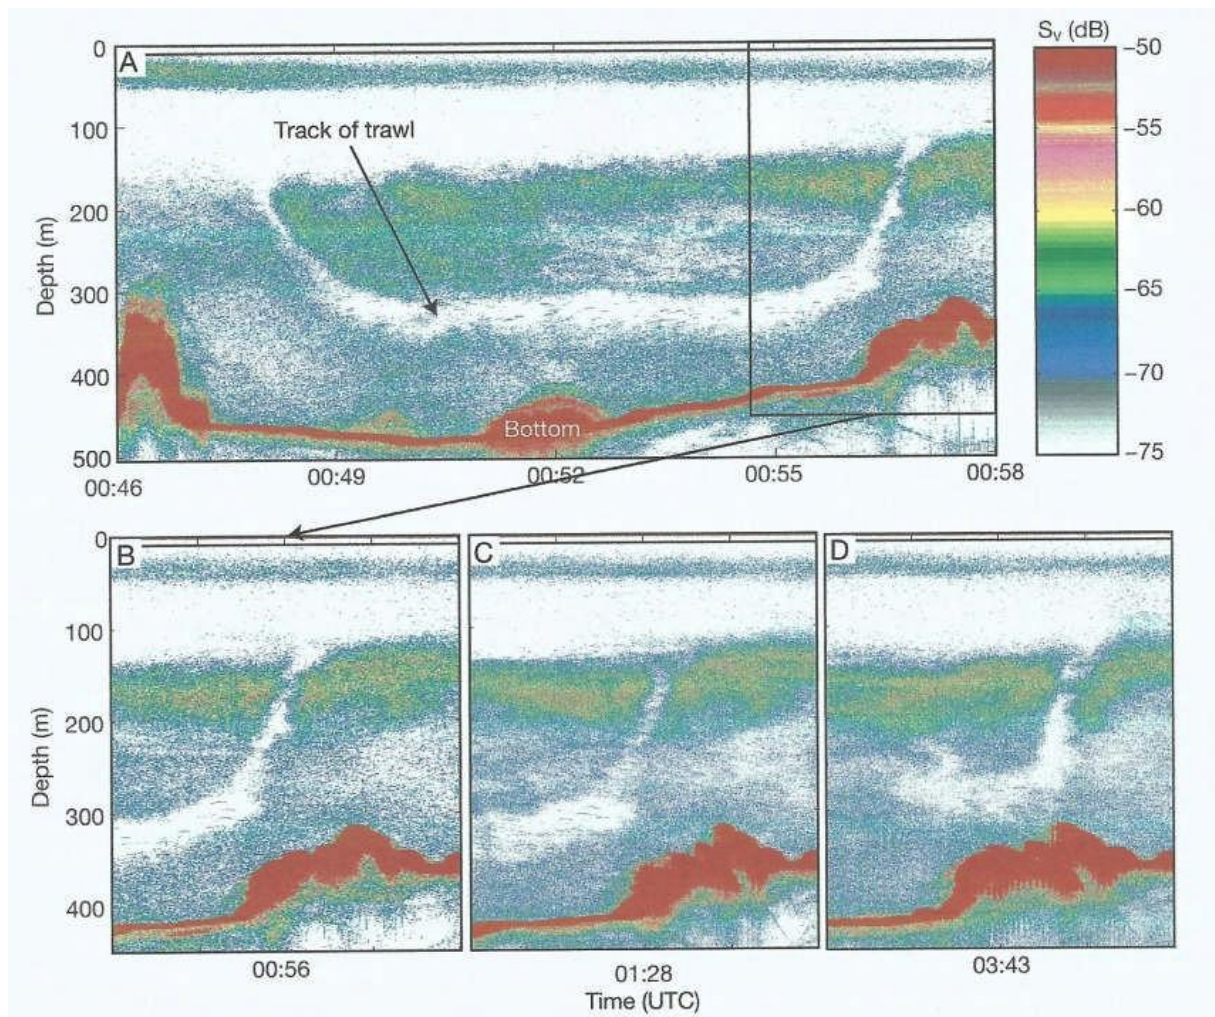 A
Track of trawl
Bottom
Depth (m)
0
100
200
300
400
500
00:46
00:49
00:52
00:55
00:58
Sv (dB)
–50
–55
–60
–65
–70
–75
B
C
D
Depth (m)
0
100
200
300
400
00:56
01:28
03:43
Time (UTC)